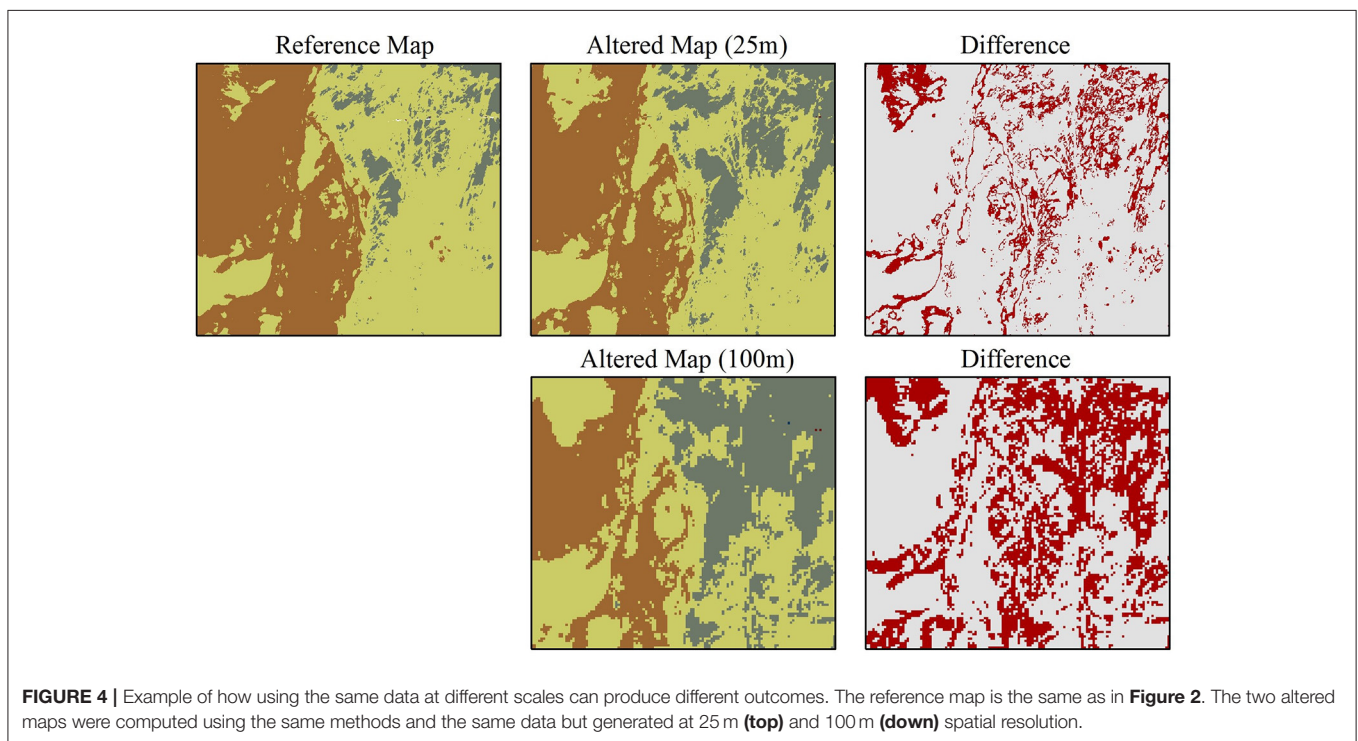 Reference Map
Altered Map (25m)
Difference
Altered Map (100m)
Difference
FIGURE 4 | Example of how using the same data at different scales can produce different outcomes. The reference map is the same as in Figure 2. The two altered
maps were computed using the same methods and the same data but generated at 25 m (top) and 100 m (down) spatial resolution.